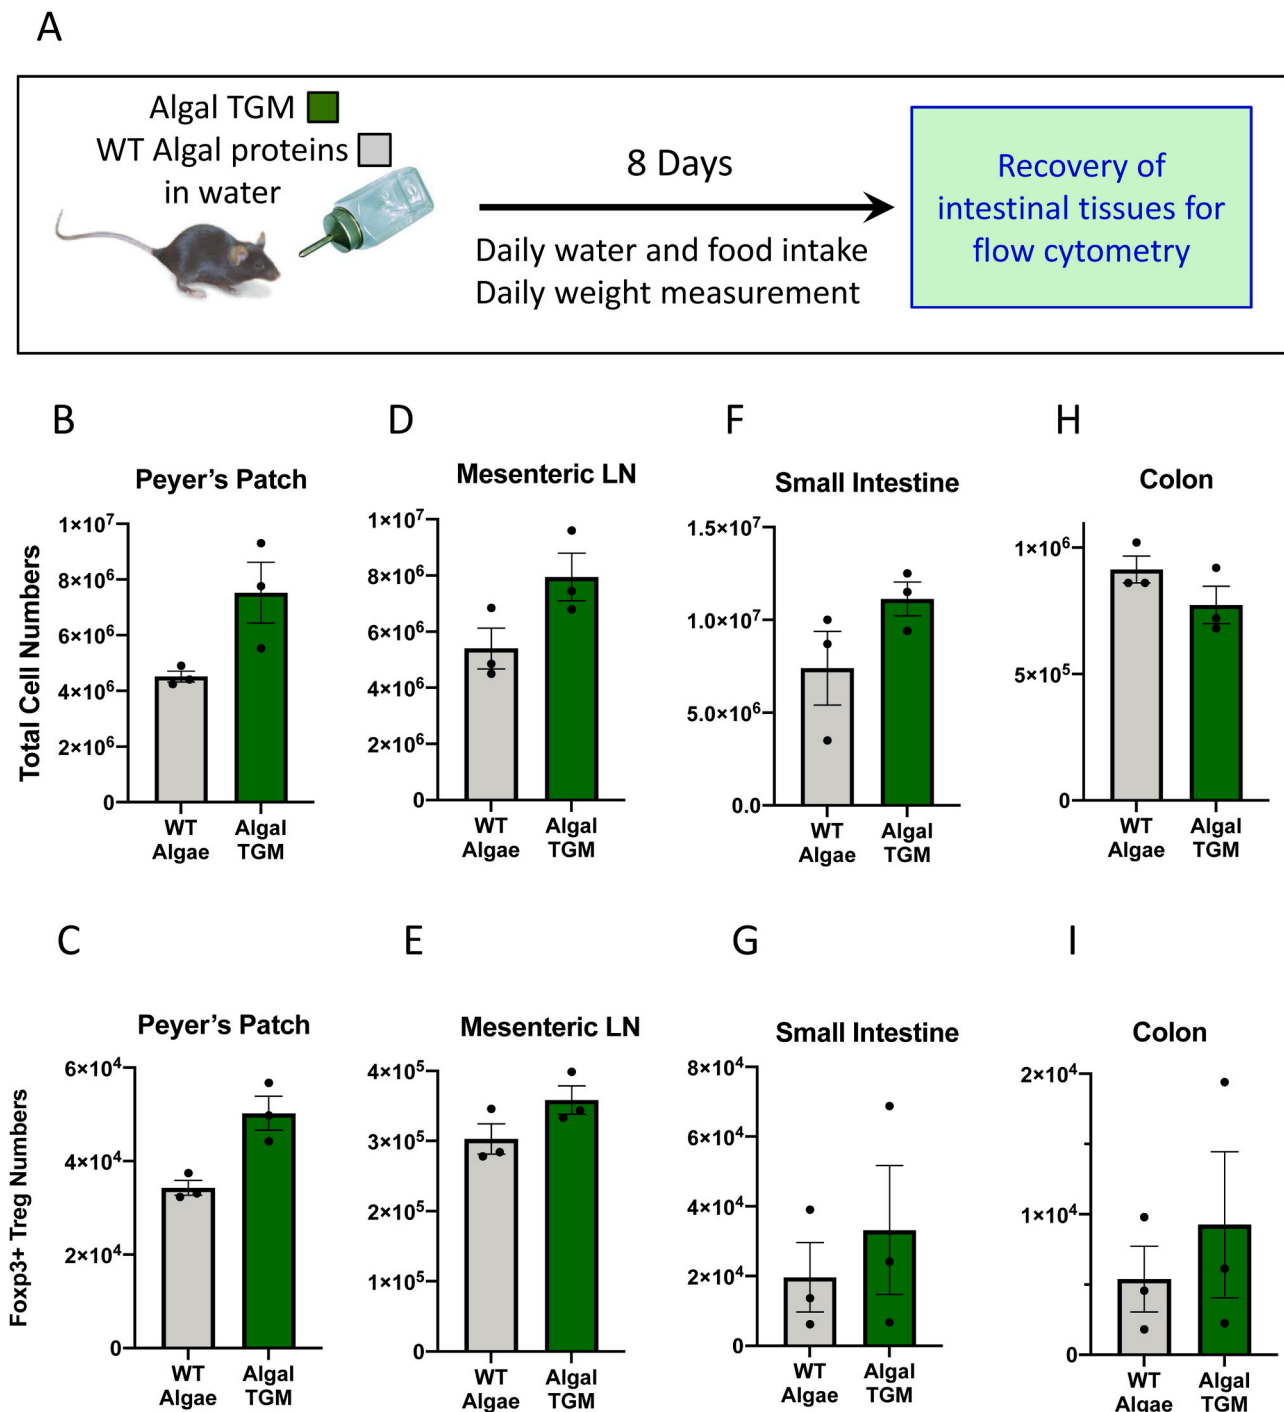 A
Algal TGM
WT Algal proteins
in water
8 Days
Daily water and food intake
Daily weight measurement
Recovery of
intestinal tissues for
flow cytometry
B
D
F
H
Peyer's Patch
Mesenteric LN
Small Intestine
Colon
Total Cell Numbers
1×10⁷
8×10⁶
6×10⁶
4×10⁶
2×10⁶
0
WT
Algae
Algal
TGM
1×10⁷
8×10⁶
6×10⁶
4×10⁶
2×10⁶
0
WT
Algae
Algal
TGM
1.5×10⁷
1.0×10⁷
5.0×10⁶
0.0
WT
Algae
Algal
TGM
1×10⁶
5×10⁵
0
WT
Algae
Algal
TGM
C
E
G
I
Peyer's Patch
Mesenteric LN
Small Intestine
Colon
Foxp3+ Treg Numbers
6×10⁴
4×10⁴
2×10⁴
0
WT
Algae
Algal
TGM
4×10⁵
3×10⁵
2×10⁵
1×10⁵
0
WT
Algae
Algal
TGM
8×10⁴
6×10⁴
4×10⁴
2×10⁴
0
WT
Algae
Algal
TGM
2×10⁴
1×10⁴
0
WT
Algae
Algal
TGM